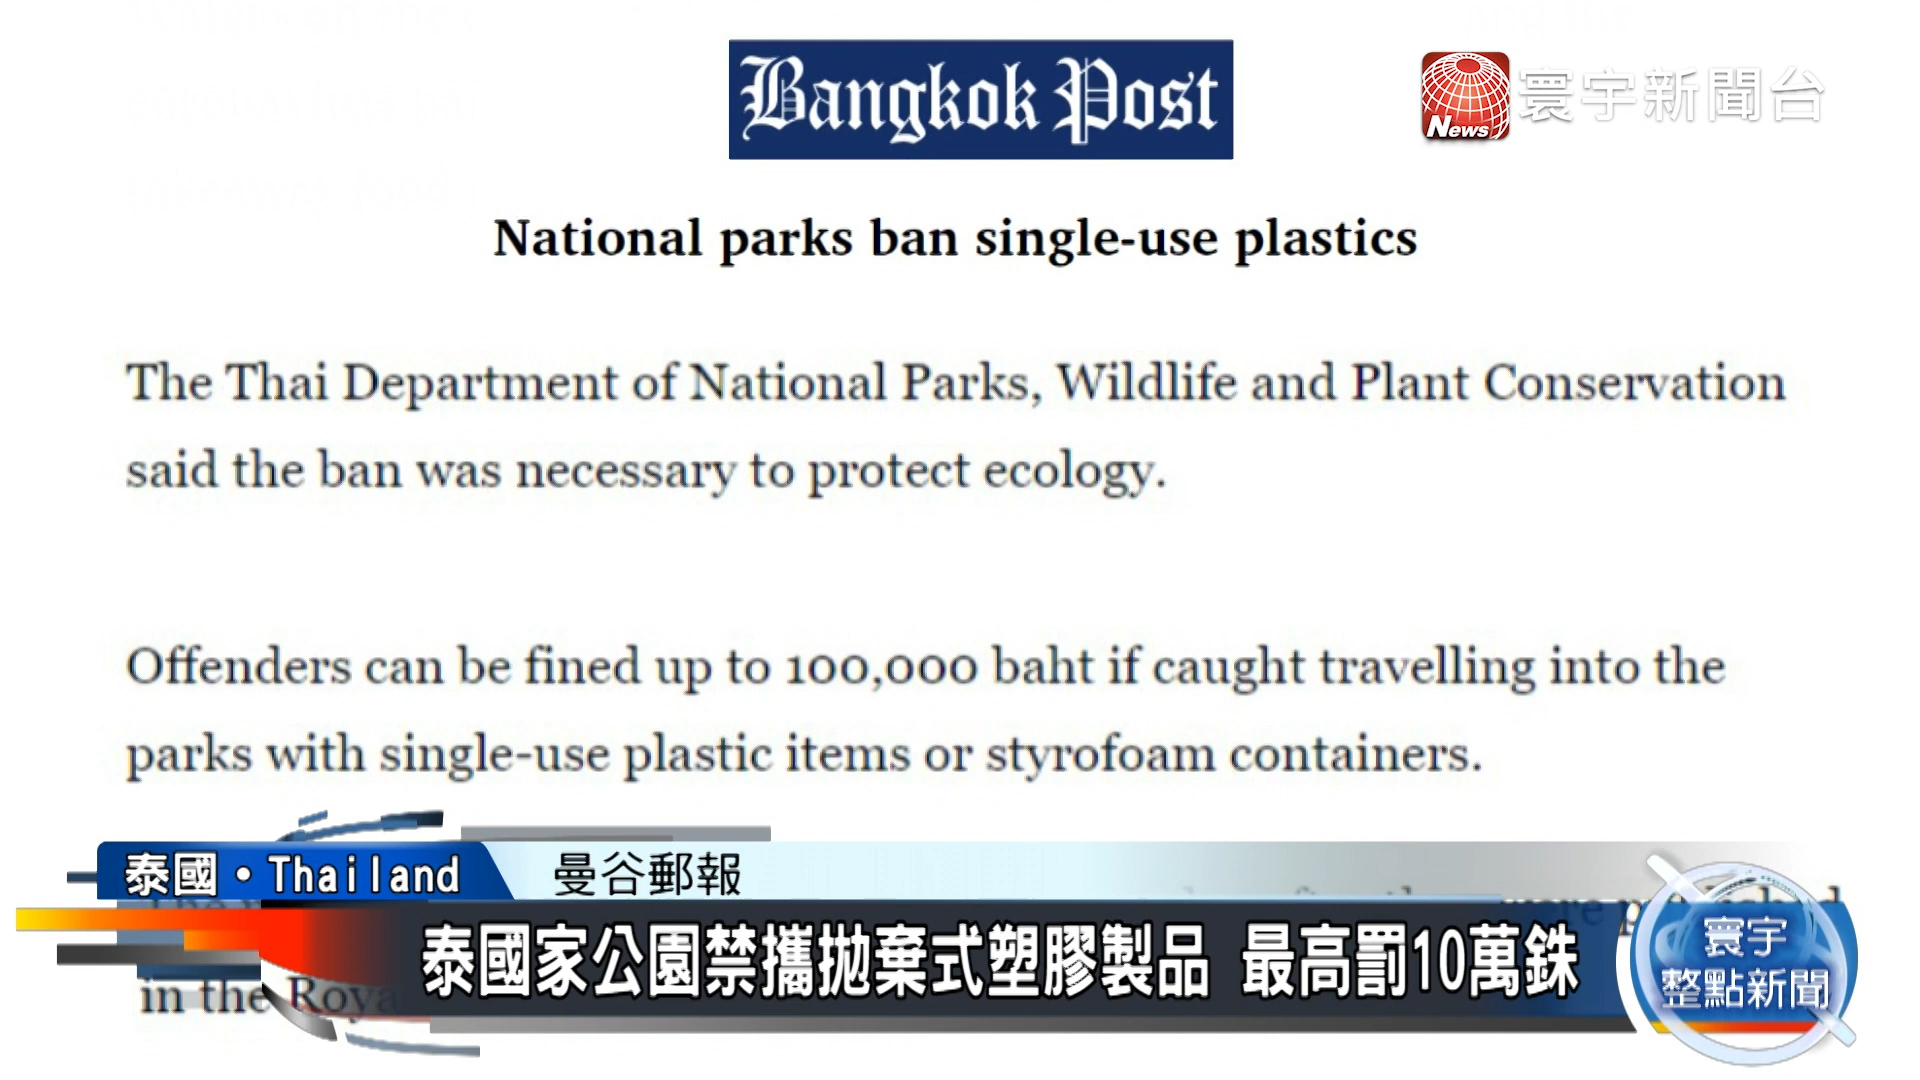 Bangkok Post
News 寰宇新聞台
National parks ban single-use plastics
The Thai Department of National Parks, Wildlife and Plant Conservation
said the ban was necessary to protect ecology.
Offenders can be fined up to 100,000 baht if caught travelling into the
parks with single-use plastic items or styrofoam containers.
泰國・Thailand 曼谷郵報
泰國家公園禁攜拋棄式塑膠製品 最高罰10萬銖
in the
寰宇
整點新聞